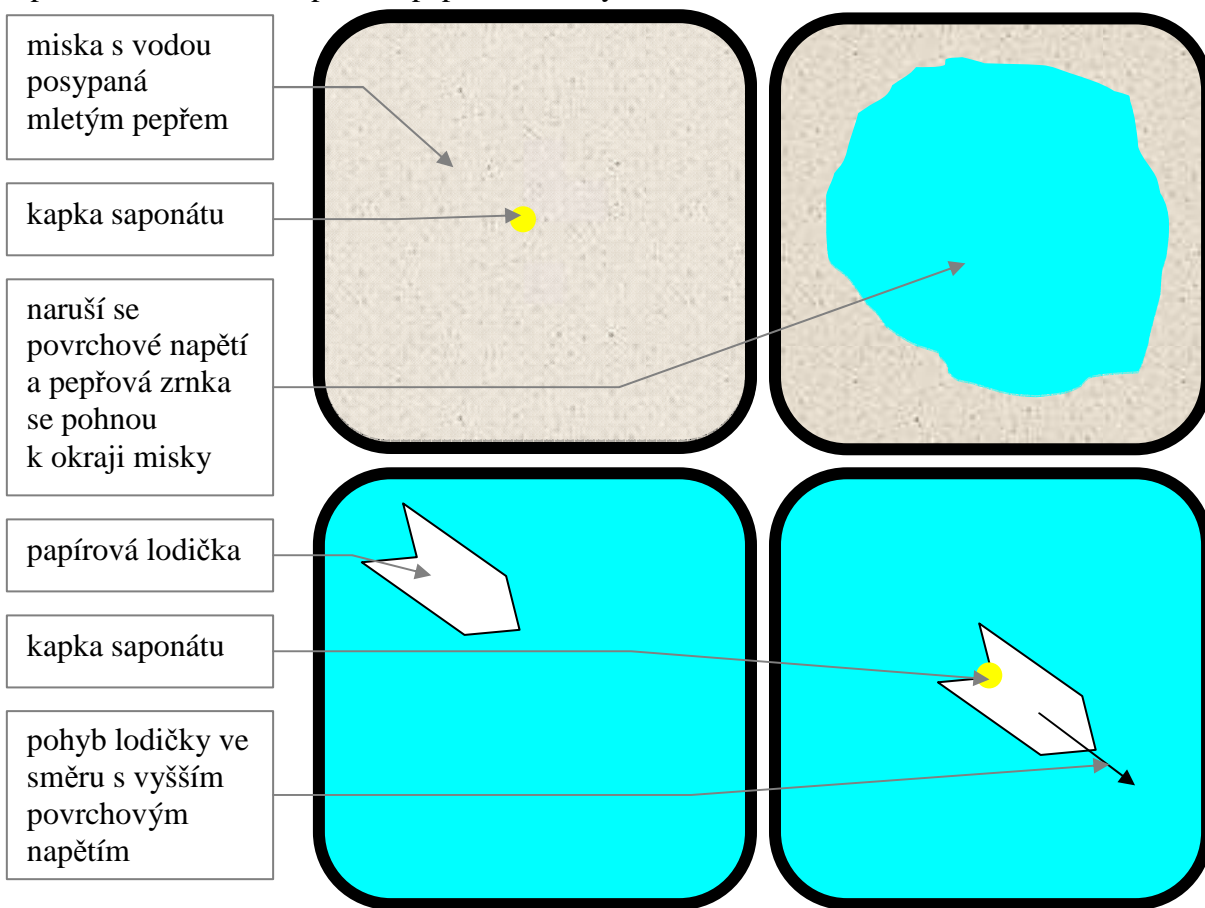 miska s vodou
posypaná
mletým pepřem
kapka saponátu
naruší se
povrchové napětí
a pepřová zrnka
se pohnou
k okraji misky
papírová lodička
kapka saponátu
pohyb lodičky ve
směru s vyšším
povrchovým
napětím